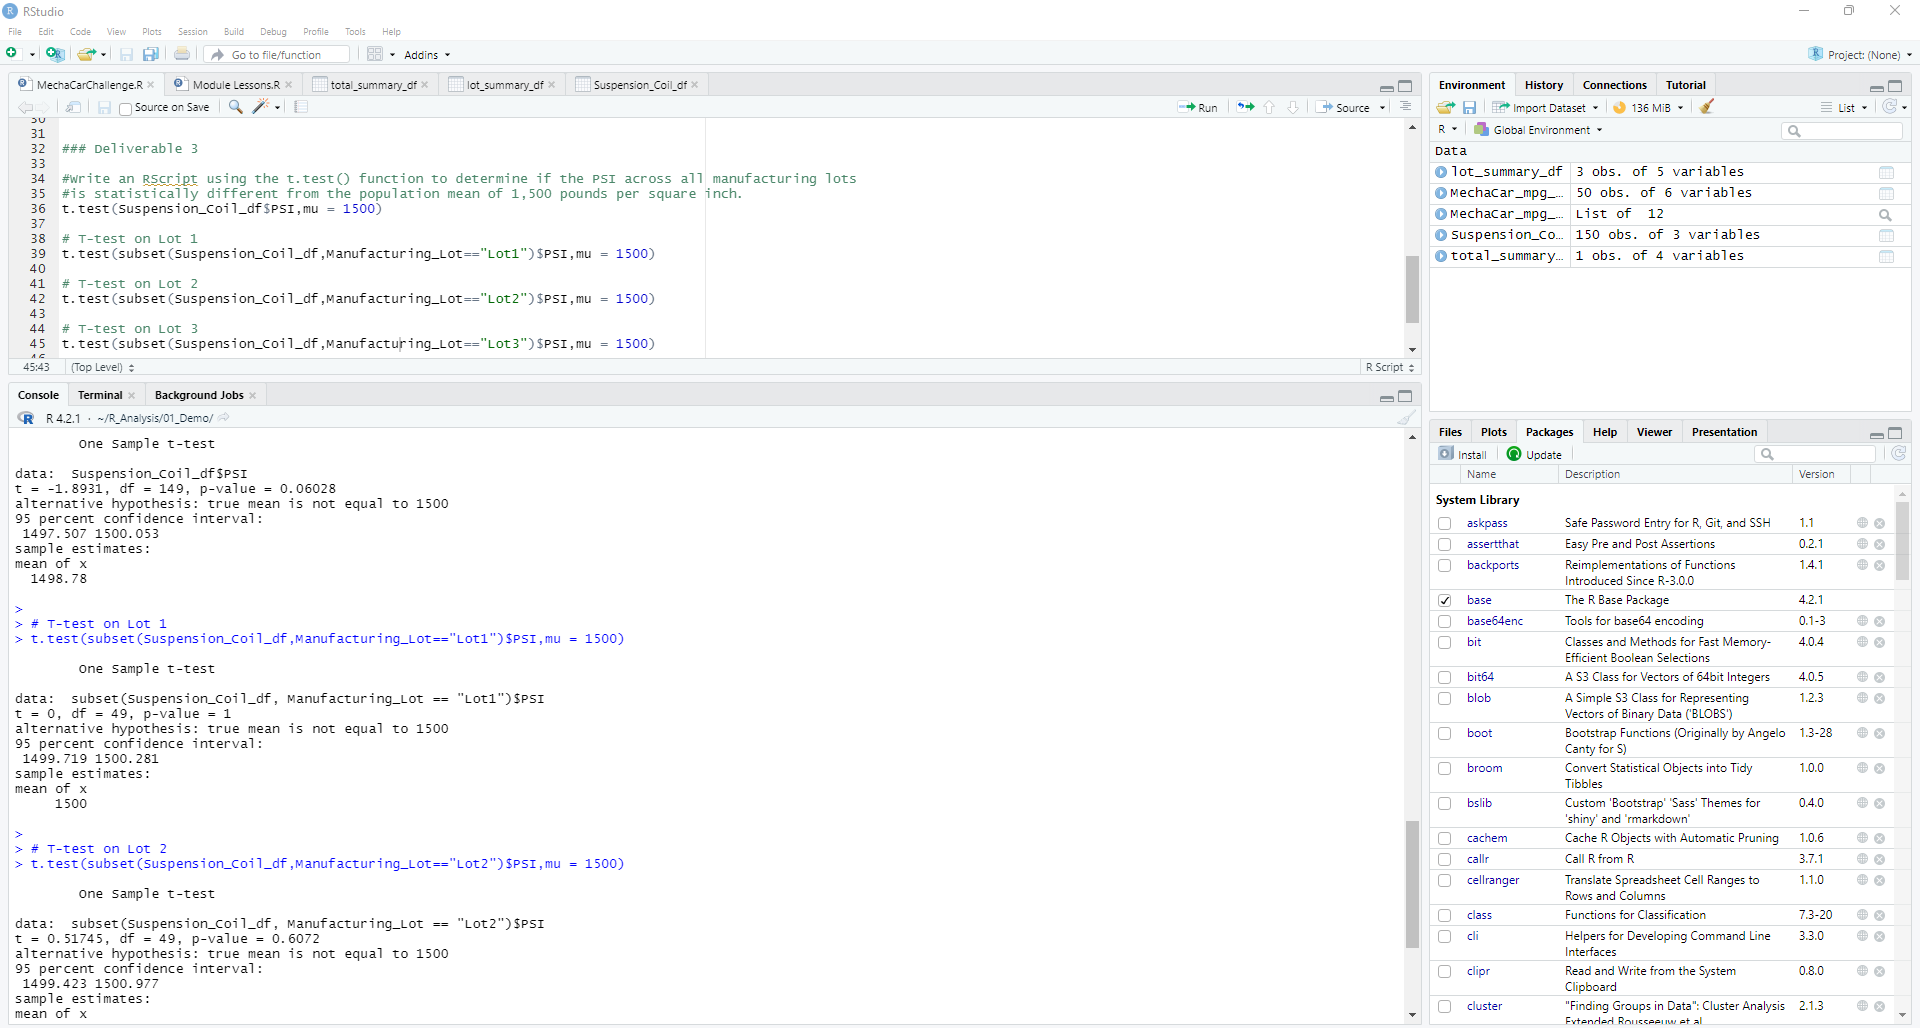 RStudio
File Edit Code View Plots Session Build Debug Profile Tools Help
Go to file/function Addins Project: (None)
MechaCarChallenge.R Module Lessons.R total_summary_df lot_summary_df Suspension_Coil_df
Source on Save Run Source
30
31
32 ### Deliverable 3
33
34 #Write an RScript using the t.test() function to determine if the PSI across all manufacturing lots
35 #is statistically different from the population mean of 1,500 pounds per square inch.
36 t.test(Suspension_Coil_df$PSI,mu = 1500)
37
38 # T-test on Lot 1
39 t.test(subset(Suspension_Coil_df,Manufacturing_Lot=="Lot1")$PSI,mu = 1500)
40
41 # T-test on Lot 2
42 t.test(subset(Suspension_Coil_df,Manufacturing_Lot=="Lot2")$PSI,mu = 1500)
43
44 # T-test on Lot 3
45 t.test(subset(Suspension_Coil_df,Manufacturing_Lot=="Lot3")$PSI,mu = 1500)
46
45:43 (Top Level) R Script
Console Terminal Background Jobs
R 4.2.1 · ~/R_Analysis/01_Demo/
One Sample t-test
data: Suspension_Coil_df$PSI
t = -1.8931, df = 149, p-value = 0.06028
alternative hypothesis: true mean is not equal to 1500
95 percent confidence interval:
1497.507 1500.053
sample estimates:
mean of x
1498.78
>
> # T-test on Lot 1
> t.test(subset(Suspension_Coil_df,Manufacturing_Lot=="Lot1")$PSI,mu = 1500)
One Sample t-test
data: subset(Suspension_Coil_df, Manufacturing_Lot == "Lot1")$PSI
t = 0, df = 49, p-value = 1
alternative hypothesis: true mean is not equal to 1500
95 percent confidence interval:
1499.719 1500.281
sample estimates:
mean of x
1500
>
> # T-test on Lot 2
> t.test(subset(Suspension_Coil_df,Manufacturing_Lot=="Lot2")$PSI,mu = 1500)
One Sample t-test
data: subset(Suspension_Coil_df, Manufacturing_Lot == "Lot2")$PSI
t = 0.51745, df = 49, p-value = 0.6072
alternative hypothesis: true mean is not equal to 1500
95 percent confidence interval:
1499.423 1500.977
sample estimates:
mean of x
Environment History Connections Tutorial
Import Dataset 136 MiB List
R Global Environment
Data
lot_summary_df 3 obs. of 5 variables
MechaCar_mpg_… 50 obs. of 6 variables
MechaCar_mpg_… List of 12
Suspension_Co… 150 obs. of 3 variables
total_summary… 1 obs. of 4 variables
Files Plots Packages Help Viewer Presentation
Install Update
Name Description Version
System Library
askpass Safe Password Entry for R, Git, and SSH 1.1
assertthat Easy Pre and Post Assertions 0.2.1
backports Reimplementations of Functions 1.4.1
Introduced Since R-3.0.0
base The R Base Package 4.2.1
base64enc Tools for base64 encoding 0.1-3
bit Classes and Methods for Fast Memory- 4.0.4
Efficient Boolean Selections
bit64 A S3 Class for Vectors of 64bit Integers 4.0.5
blob A Simple S3 Class for Representing 1.2.3
Vectors of Binary Data ('BLOBS')
boot Bootstrap Functions (Originally by Angelo 1.3-28
Canty for S)
broom Convert Statistical Objects into Tidy 1.0.0
Tibbles
bslib Custom 'Bootstrap' 'Sass' Themes for 0.4.0
'shiny' and 'rmarkdown'
cachem Cache R Objects with Automatic Pruning 1.0.6
callr Call R from R 3.7.1
cellranger Translate Spreadsheet Cell Ranges to 1.1.0
Rows and Columns
class Functions for Classification 7.3-20
cli Helpers for Developing Command Line 3.3.0
Interfaces
clipr Read and Write from the System 0.8.0
Clipboard
cluster "Finding Groups in Data": Cluster Analysis 2.1.3
Extended Rousseeuw et al.